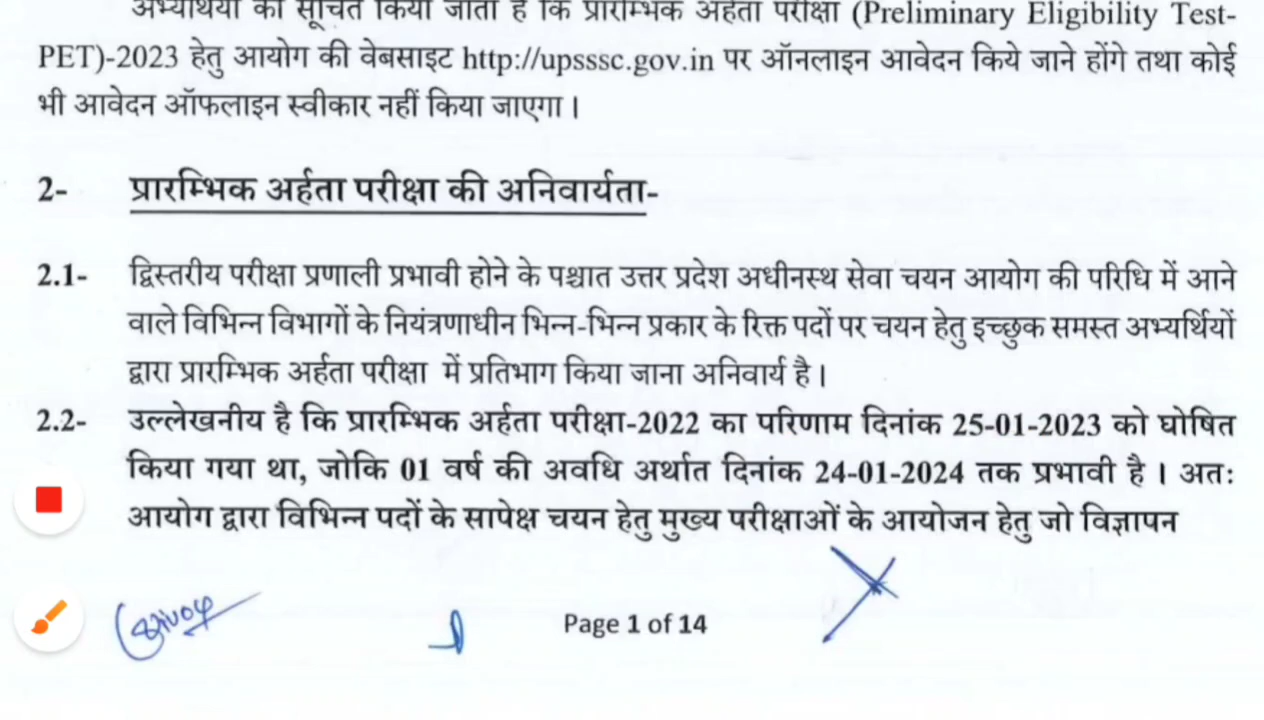 अभ्यर्थियों को सूचित किया जाता है कि प्रारम्भिक अर्हता परीक्षा (Preliminary Eligibility Test-
PET)-2023 हेतु आयोग की वेबसाइट http://upsssc.gov.in पर ऑनलाइन आवेदन किये जाने होंगे तथा कोई
भी आवेदन ऑफलाइन स्वीकार नहीं किया जाएगा।
2- प्रारम्भिक अर्हता परीक्षा की अनिवार्यता-
2.1- द्विस्तरीय परीक्षा प्रणाली प्रभावी होने के पश्चात उत्तर प्रदेश अधीनस्थ सेवा चयन आयोग की परिधि में आने
वाले विभिन्न विभागों के नियंत्रणाधीन भिन्न-भिन्न प्रकार के रिक्त पदों पर चयन हेतु इच्छुक समस्त अभ्यर्थियों
द्वारा प्रारम्भिक अर्हता परीक्षा में प्रतिभाग किया जाना अनिवार्य है।
2.2- उल्लेखनीय है कि प्रारम्भिक अर्हता परीक्षा-2022 का परिणाम दिनांक 25-01-2023 को घोषित
किया गया था, जोकि 01 वर्ष की अवधि अर्थात दिनांक 24-01-2024 तक प्रभावी है। अतः
आयोग द्वारा विभिन्न पदों के सापेक्ष चयन हेतु मुख्य परीक्षाओं के आयोजन हेतु जो विज्ञापन
Page 1 of 14